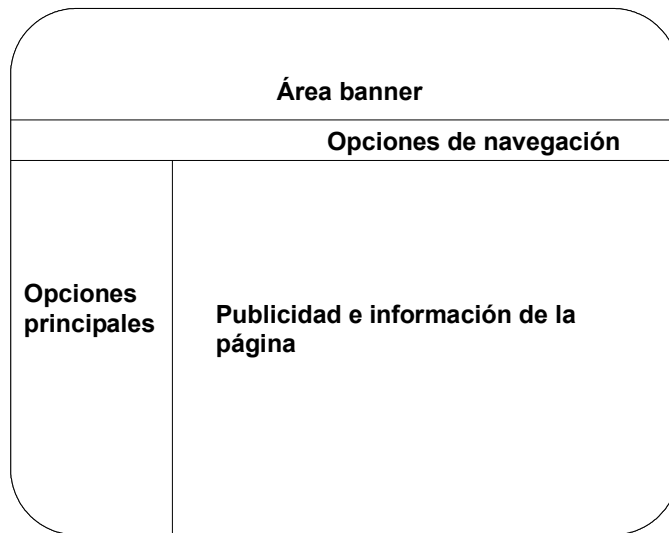 Área banner
Opciones de navegación
Opciones
principales
Publicidad e información de la
página